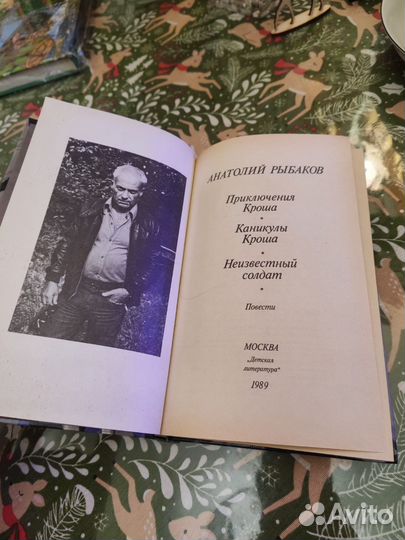 АНАТОЛИЙ РЫБАКОВ
Приключения
Кроша
•
Каникулы
Кроша
•
Неизвестный
солдат
•
Повести
МОСКВА
„Детская
литература“
1989
Avito